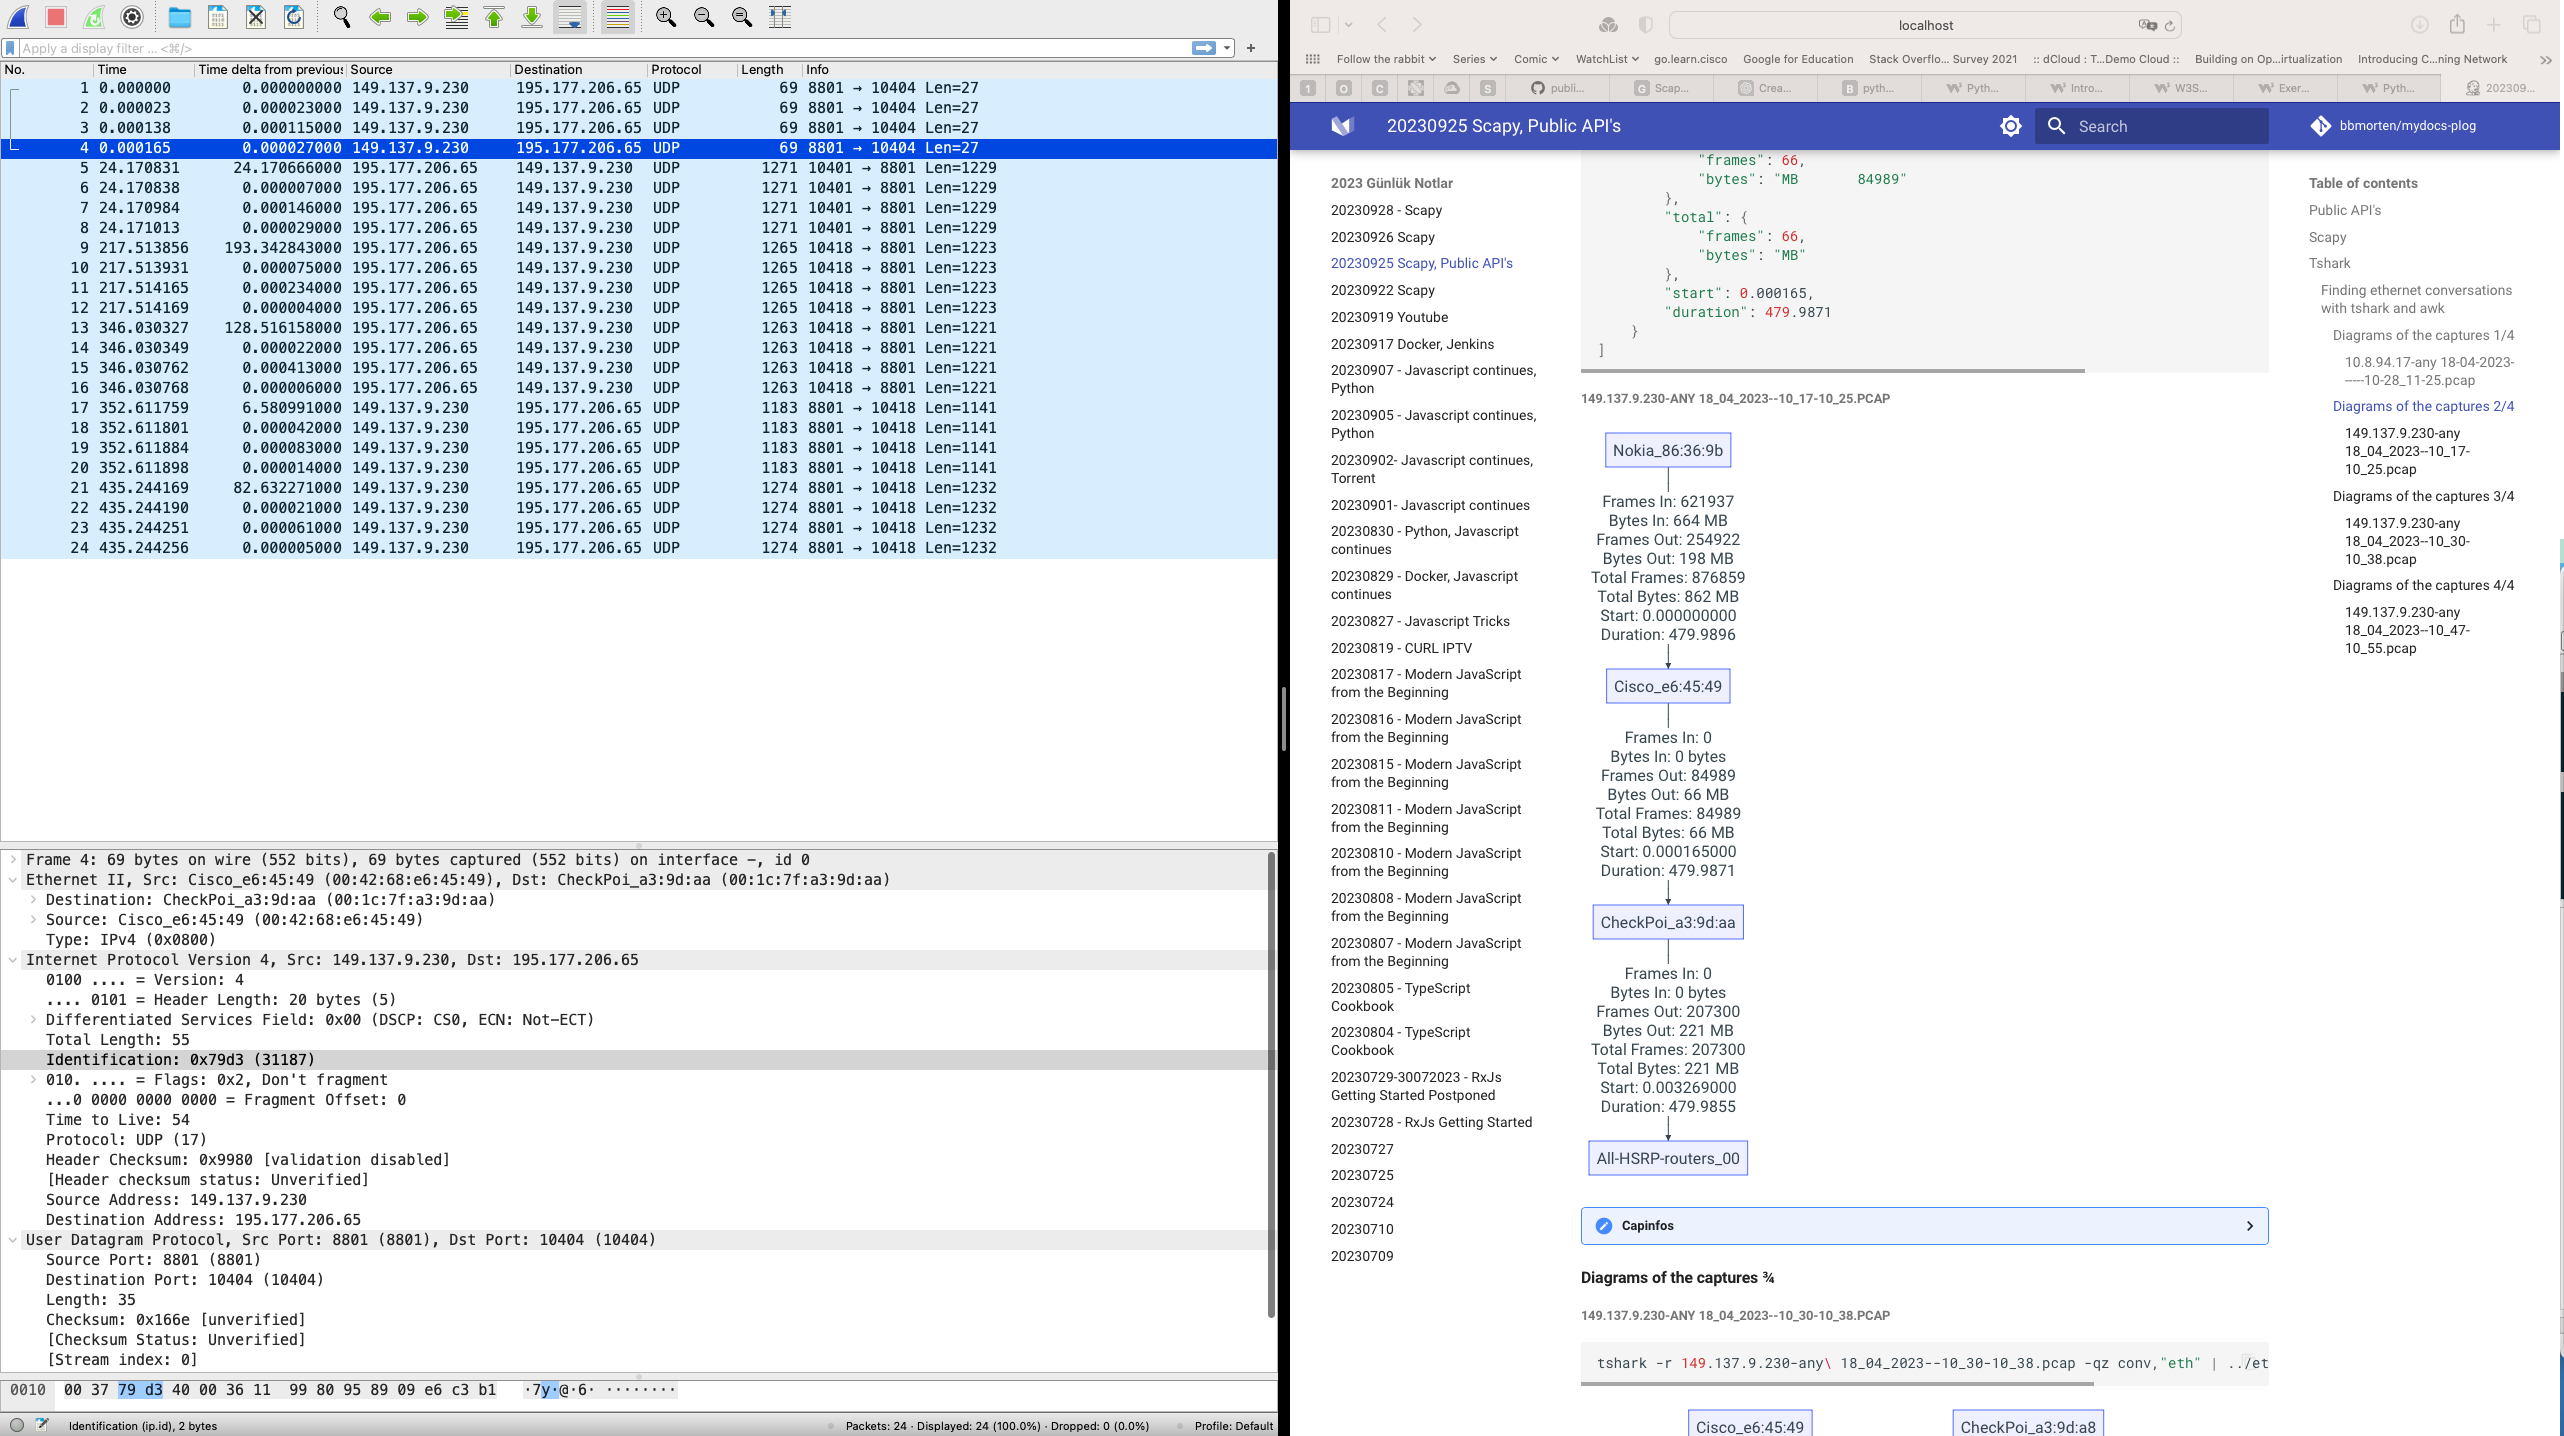 Apply a display filter … <⌘/>
No. Time Time delta from previous Source Destination Protocol Length Info
1 0.000000 0.000000000 149.137.9.230 195.177.206.65 UDP 69 8801 → 10404 Len=27
2 0.000023 0.000023000 149.137.9.230 195.177.206.65 UDP 69 8801 → 10404 Len=27
3 0.000138 0.000115000 149.137.9.230 195.177.206.65 UDP 69 8801 → 10404 Len=27
4 0.000165 0.000027000 149.137.9.230 195.177.206.65 UDP 69 8801 → 10404 Len=27
5 24.170831 24.170666000 195.177.206.65 149.137.9.230 UDP 1271 10401 → 8801 Len=1229
6 24.170838 0.000007000 195.177.206.65 149.137.9.230 UDP 1271 10401 → 8801 Len=1229
7 24.170984 0.000146000 195.177.206.65 149.137.9.230 UDP 1271 10401 → 8801 Len=1229
8 24.171013 0.000029000 195.177.206.65 149.137.9.230 UDP 1271 10401 → 8801 Len=1229
9 217.513856 193.342843000 195.177.206.65 149.137.9.230 UDP 1265 10418 → 8801 Len=1223
10 217.513931 0.000075000 195.177.206.65 149.137.9.230 UDP 1265 10418 → 8801 Len=1223
11 217.514165 0.000234000 195.177.206.65 149.137.9.230 UDP 1265 10418 → 8801 Len=1223
12 217.514169 0.000004000 195.177.206.65 149.137.9.230 UDP 1265 10418 → 8801 Len=1223
13 346.030327 128.516158000 195.177.206.65 149.137.9.230 UDP 1263 10418 → 8801 Len=1221
14 346.030349 0.000022000 195.177.206.65 149.137.9.230 UDP 1263 10418 → 8801 Len=1221
15 346.030762 0.000413000 195.177.206.65 149.137.9.230 UDP 1263 10418 → 8801 Len=1221
16 346.030768 0.000006000 195.177.206.65 149.137.9.230 UDP 1263 10418 → 8801 Len=1221
17 352.611759 6.580991000 149.137.9.230 195.177.206.65 UDP 1183 8801 → 10418 Len=1141
18 352.611801 0.000042000 149.137.9.230 195.177.206.65 UDP 1183 8801 → 10418 Len=1141
19 352.611884 0.000083000 149.137.9.230 195.177.206.65 UDP 1183 8801 → 10418 Len=1141
20 352.611898 0.000014000 149.137.9.230 195.177.206.65 UDP 1183 8801 → 10418 Len=1141
21 435.244169 82.632271000 149.137.9.230 195.177.206.65 UDP 1274 8801 → 10418 Len=1232
22 435.244190 0.000021000 149.137.9.230 195.177.206.65 UDP 1274 8801 → 10418 Len=1232
23 435.244251 0.000061000 149.137.9.230 195.177.206.65 UDP 1274 8801 → 10418 Len=1232
24 435.244256 0.000005000 149.137.9.230 195.177.206.65 UDP 1274 8801 → 10418 Len=1232
Frame 4: 69 bytes on wire (552 bits), 69 bytes captured (552 bits) on interface -, id 0
Ethernet II, Src: Cisco_e6:45:49 (00:42:68:e6:45:49), Dst: CheckPoi_a3:9d:aa (00:1c:7f:a3:9d:aa)
Destination: CheckPoi_a3:9d:aa (00:1c:7f:a3:9d:aa)
Source: Cisco_e6:45:49 (00:42:68:e6:45:49)
Type: IPv4 (0x0800)
Internet Protocol Version 4, Src: 149.137.9.230, Dst: 195.177.206.65
0100 .... = Version: 4
.... 0101 = Header Length: 20 bytes (5)
Differentiated Services Field: 0x00 (DSCP: CS0, ECN: Not-ECT)
Total Length: 55
Identification: 0x79d3 (31187)
010. .... = Flags: 0x2, Don't fragment
...0 0000 0000 0000 = Fragment Offset: 0
Time to Live: 54
Protocol: UDP (17)
Header Checksum: 0x9980 [validation disabled]
[Header checksum status: Unverified]
Source Address: 149.137.9.230
Destination Address: 195.177.206.65
User Datagram Protocol, Src Port: 8801 (8801), Dst Port: 10404 (10404)
Source Port: 8801 (8801)
Destination Port: 10404 (10404)
Length: 35
Checksum: 0x166e [unverified]
[Checksum Status: Unverified]
[Stream index: 0]
0010 00 37 79 d3 40 00 36 11 99 80 95 89 09 e6 c3 b1 ·7y·@·6· ········
Identification (ip.id), 2 bytes Packets: 24 · Displayed: 24 (100.0%) · Dropped: 0 (0.0%) Profile: Default
localhost
Follow the rabbit Series Comic WatchList go.learn.cisco Google for Education Stack Overflo... Survey 2021 :: dCloud : T...Demo Cloud :: Building on Op...irtualization Introducing C...ning Network
1 O C S publi... G Scap... Crea... B pyth... Pyth... Intro... W3S... Exer... Pyth... 202309...
20230925 Scapy, Public API's Search bbmorten/mydocs-plog
2023 Günlük Notlar
20230928 - Scapy
20230926 Scapy
20230925 Scapy, Public API's
20230922 Scapy
20230919 Youtube
20230917 Docker, Jenkins
20230907 - Javascript continues,
Python
20230905 - Javascript continues,
Python
20230902- Javascript continues,
Torrent
20230901- Javascript continues
20230830 - Python, Javascript
continues
20230829 - Docker, Javascript
continues
20230827 - Javascript Tricks
20230819 - CURL IPTV
20230817 - Modern JavaScript
from the Beginning
20230816 - Modern JavaScript
from the Beginning
20230815 - Modern JavaScript
from the Beginning
20230811 - Modern JavaScript
from the Beginning
20230810 - Modern JavaScript
from the Beginning
20230808 - Modern JavaScript
from the Beginning
20230807 - Modern JavaScript
from the Beginning
20230805 - TypeScript
Cookbook
20230804 - TypeScript
Cookbook
20230729-30072023 - RxJs
Getting Started Postponed
20230728 - RxJs Getting Started
20230727
20230725
20230724
20230710
20230709
"frames": 66,
"bytes": "MB 84989"
},
"total": {
"frames": 66,
"bytes": "MB"
},
"start": 0.000165,
"duration": 479.9871
}
]
149.137.9.230-ANY 18_04_2023--10_17-10_25.PCAP
Nokia_86:36:9b
Frames In: 621937
Bytes In: 664 MB
Frames Out: 254922
Bytes Out: 198 MB
Total Frames: 876859
Total Bytes: 862 MB
Start: 0.000000000
Duration: 479.9896
Cisco_e6:45:49
Frames In: 0
Bytes In: 0 bytes
Frames Out: 84989
Bytes Out: 66 MB
Total Frames: 84989
Total Bytes: 66 MB
Start: 0.000165000
Duration: 479.9871
CheckPoi_a3:9d:aa
Frames In: 0
Bytes In: 0 bytes
Frames Out: 207300
Bytes Out: 221 MB
Total Frames: 207300
Total Bytes: 221 MB
Start: 0.003269000
Duration: 479.9855
All-HSRP-routers_00
Capinfos
Diagrams of the captures ¾
149.137.9.230-ANY 18_04_2023--10_30-10_38.PCAP
tshark -r 149.137.9.230-any\ 18_04_2023--10_30-10_38.pcap -qz conv,"eth" | ../et
Cisco_e6:45:49 CheckPoi_a3:9d:a8
Table of contents
Public API's
Scapy
Tshark
Finding ethernet conversations
with tshark and awk
Diagrams of the captures 1/4
10.8.94.17-any 18-04-2023-
-----10-28_11-25.pcap
Diagrams of the captures 2/4
149.137.9.230-any
18_04_2023--10_17-
10_25.pcap
Diagrams of the captures 3/4
149.137.9.230-any
18_04_2023--10_30-
10_38.pcap
Diagrams of the captures 4/4
149.137.9.230-any
18_04_2023--10_47-
10_55.pcap